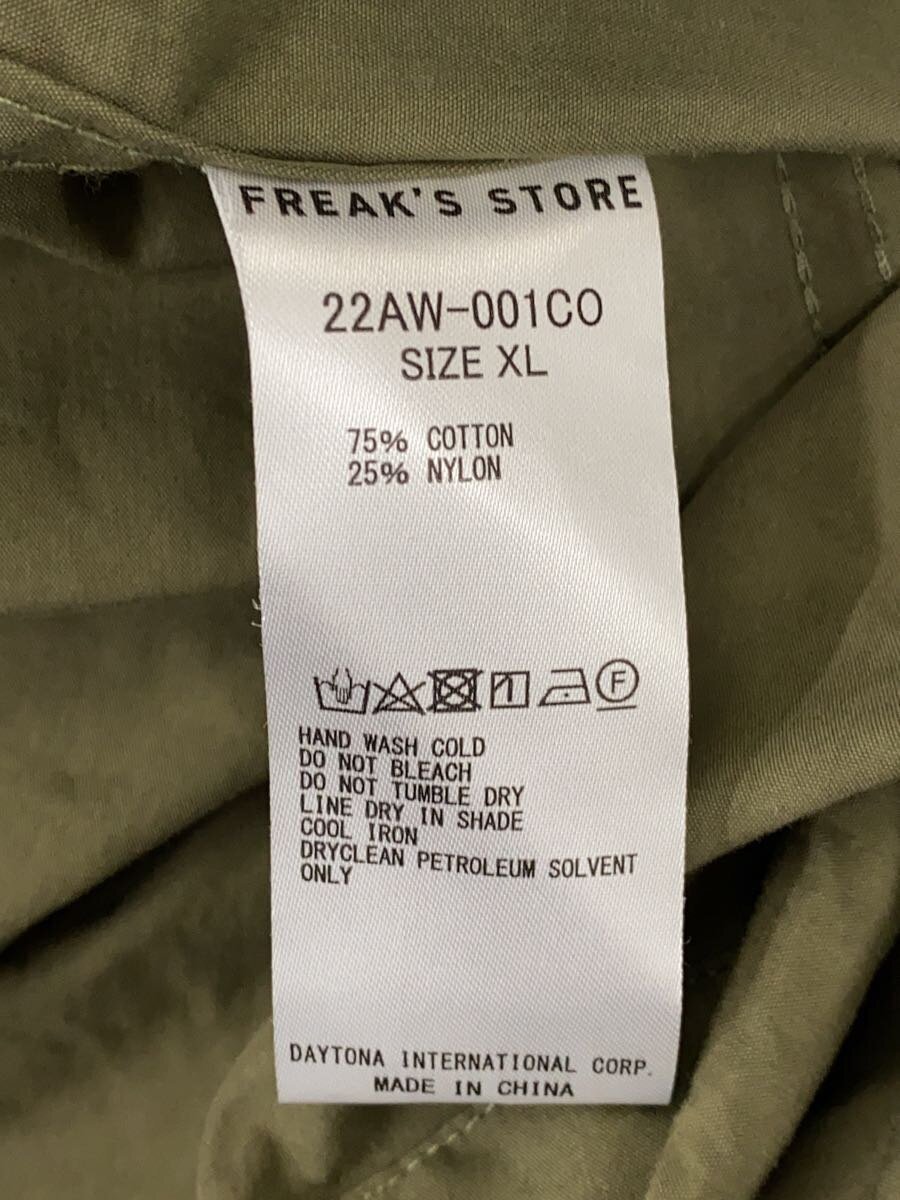 FREAK'S STORE
22AW-001CO
SIZE XL
75% COTTON
25% NYLON
F
HAND WASH COLD
DO NOT BLEACH
DO NOT TUMBLE DRY
LINE DRY IN SHADE
COOL IRON
DRYCLEAN PETROLEUM SOLVENT
ONLY
DAYTONA INTERNATIONAL CORP.
MADE IN CHINA